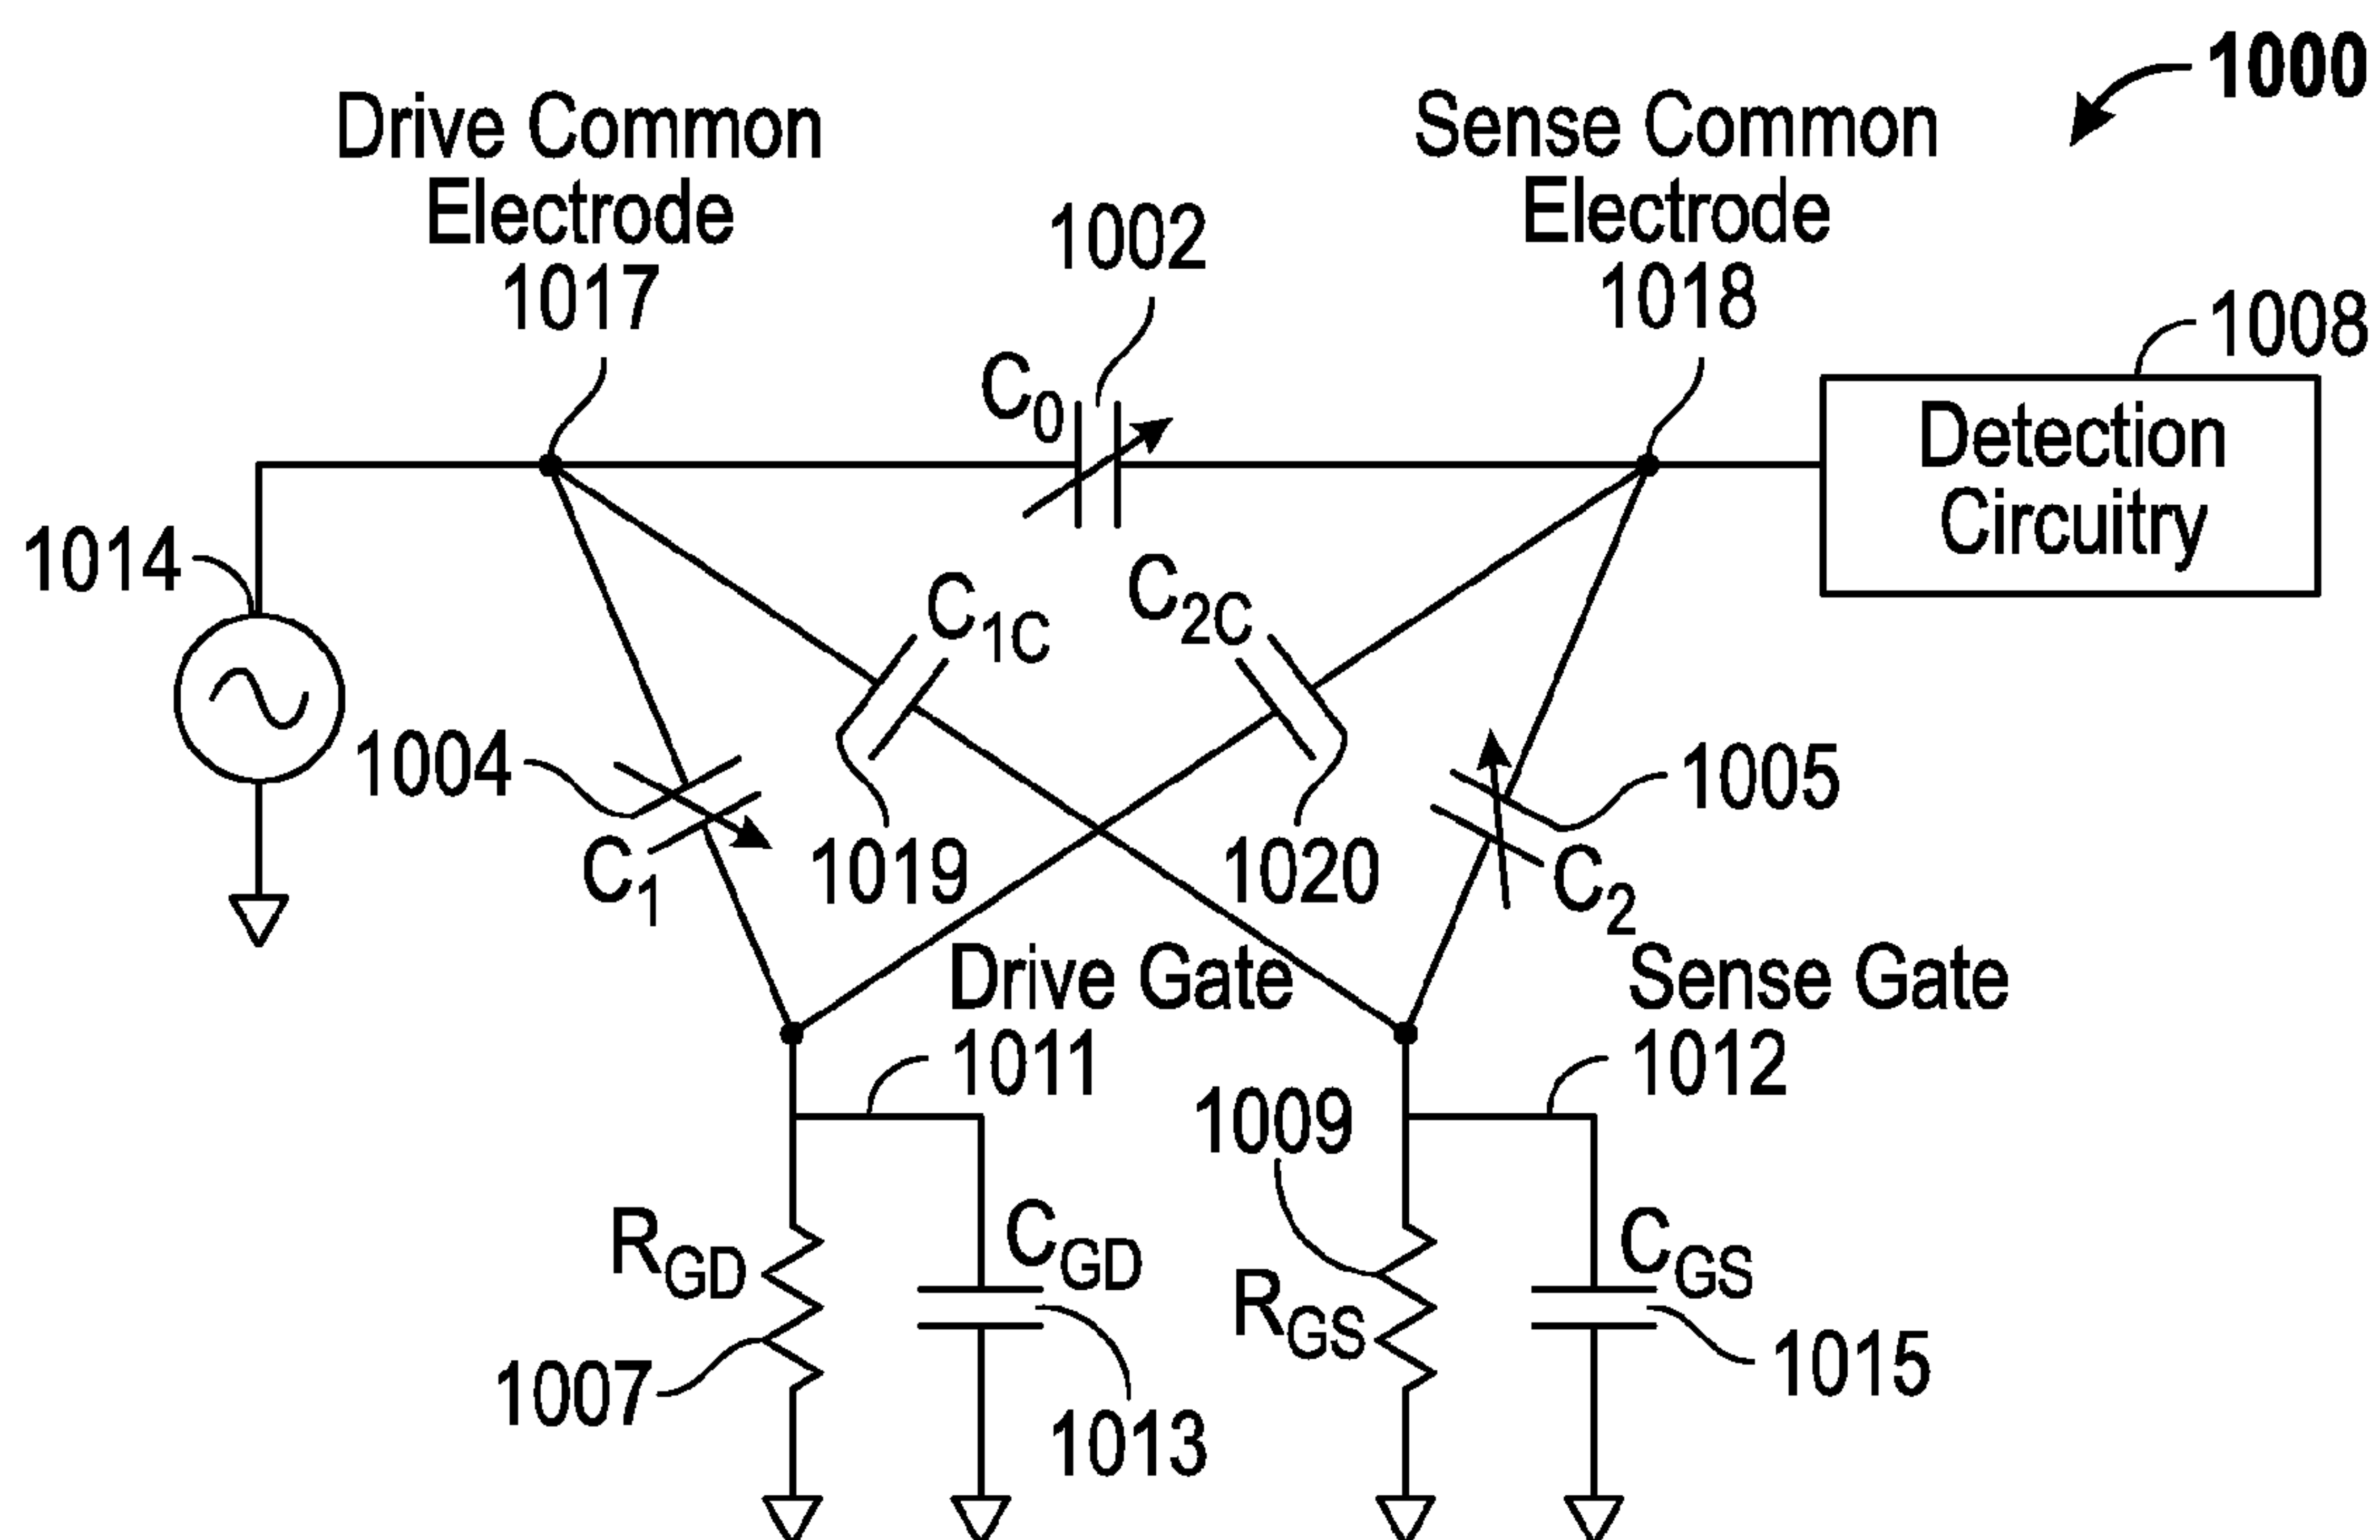 1000
Drive Common
Electrode
1017
Sense Common
Electrode
1018
1002
1008
C0
Detection
Circuitry
1014
C1C
C2C
1004
1005
C1
1019
1020
C2
Drive Gate
1011
Sense Gate
1012
1009
RGD
CGD
RGS
CGS
1007
1013
1015